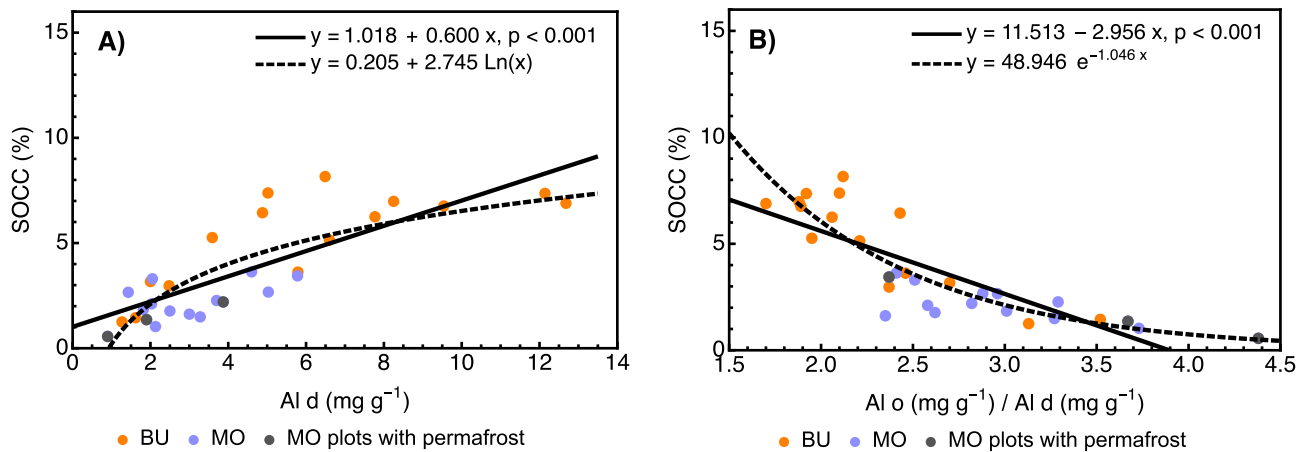 A)
y = 1.018 + 0.600 x, p < 0.001
y = 0.205 + 2.745 Ln(x)
SOCC (%)
15
10
5
0
0 2 4 6 8 10 12 14
Al d (mg g⁻¹)
BU MO MO plots with permafrost
B)
y = 11.513 − 2.956 x, p < 0.001
y = 48.946 e⁻¹·⁰⁴⁶ ˣ
SOCC (%)
15
10
5
0
1.5 2.0 2.5 3.0 3.5 4.0 4.5
Al o (mg g⁻¹) / Al d (mg g⁻¹)
BU MO MO plots with permafrost